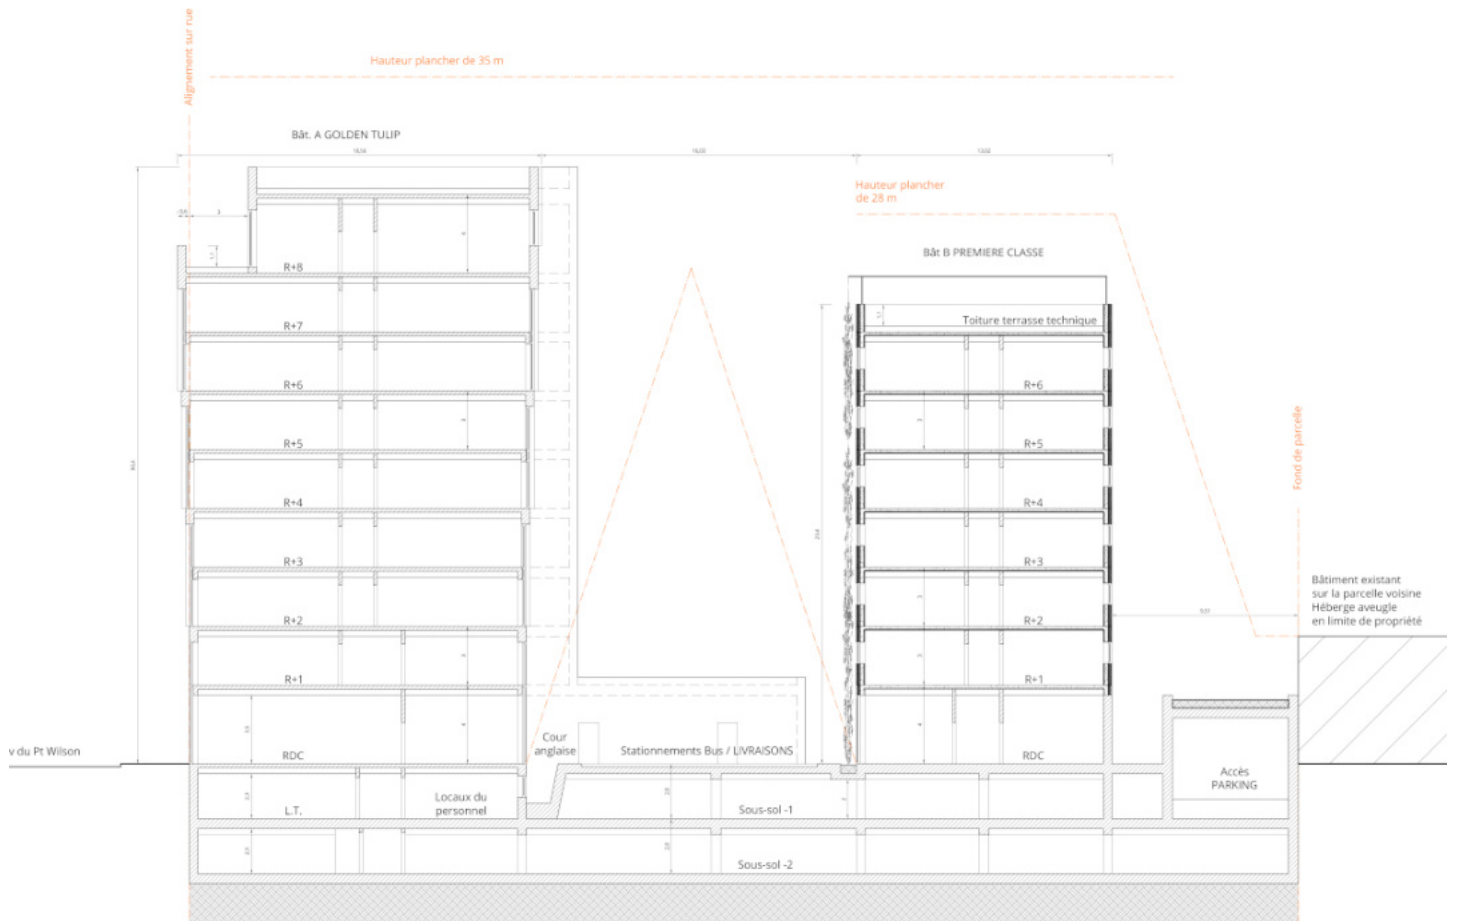 Alignement sur rue
Hauteur plancher de 35 m
Bât. A GOLDEN TULIP
Hauteur plancher
de 28 m
Bât B PREMIERE CLASSE
R+8
R+7
Toiture terrasse technique
R+6
R+6
R+5
R+5
Fond de parcelle
R+4
R+4
R+3
R+3
Bâtiment existant
sur la parcelle voisine
Héberge aveugle
en limite de propriété
R+2
R+2
R+1
R+1
v du Pt Wilson
RDC
Cour
anglaise
Stationnements Bus / LIVRAISONS
RDC
Accès
PARKING
L.T.
Locaux du
personnel
Sous-sol -1
Sous-sol -2